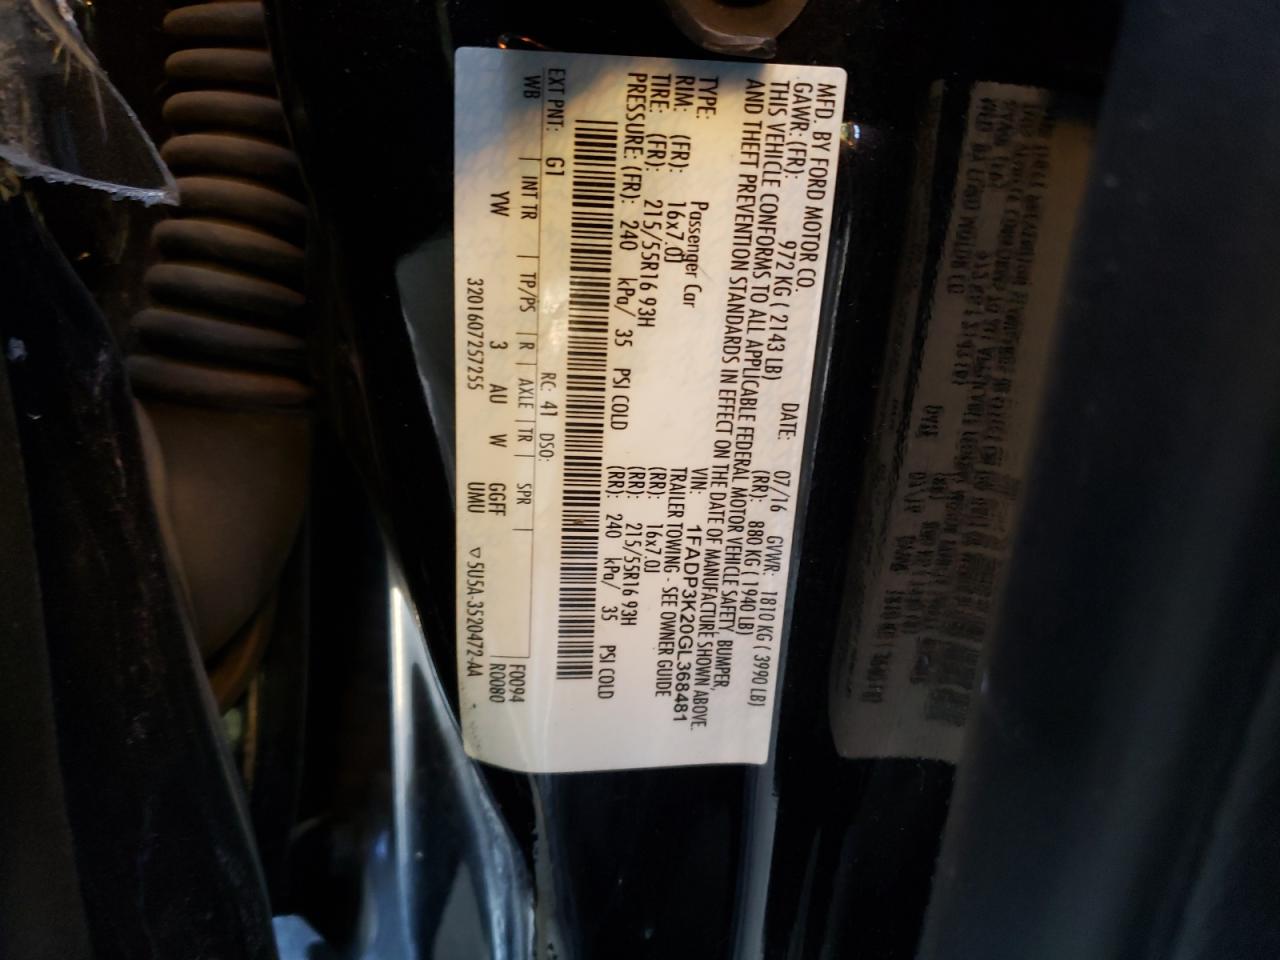 MFD. BY FORD MOTOR CO.
DATE: 07/16 GVWR: 1810 KG ( 3990 LB)
GAWR: (FR): 972 KG ( 2143 LB) (RR): 880 KG ( 1940 LB)
THIS VEHICLE CONFORMS TO ALL APPLICABLE FEDERAL MOTOR VEHICLE SAFETY, BUMPER,
AND THEFT PREVENTION STANDARDS IN EFFECT ON THE DATE OF MANUFACTURE SHOWN ABOVE.
VIN: 1FADP3K20GL368481
TYPE: Passenger Car TRAILER TOWING - SEE OWNER GUIDE
RIM: (FR): 16x7.0J (RR): 16x7.0J
TIRE: (FR): 215/55R16 93H (RR): 215/55R16 93H
PRESSURE: (FR): 240 kPa/ 35 PSI COLD (RR): 240 kPa/ 35 PSI COLD
EXT PNT: G1 RC: 41 DSO:
WB INT TR TP/PS R AXLE TR SPR F0094
YW 3 AU W GGFF R0080
32016072S7255 UMU ▽5U5A-3520472-AA